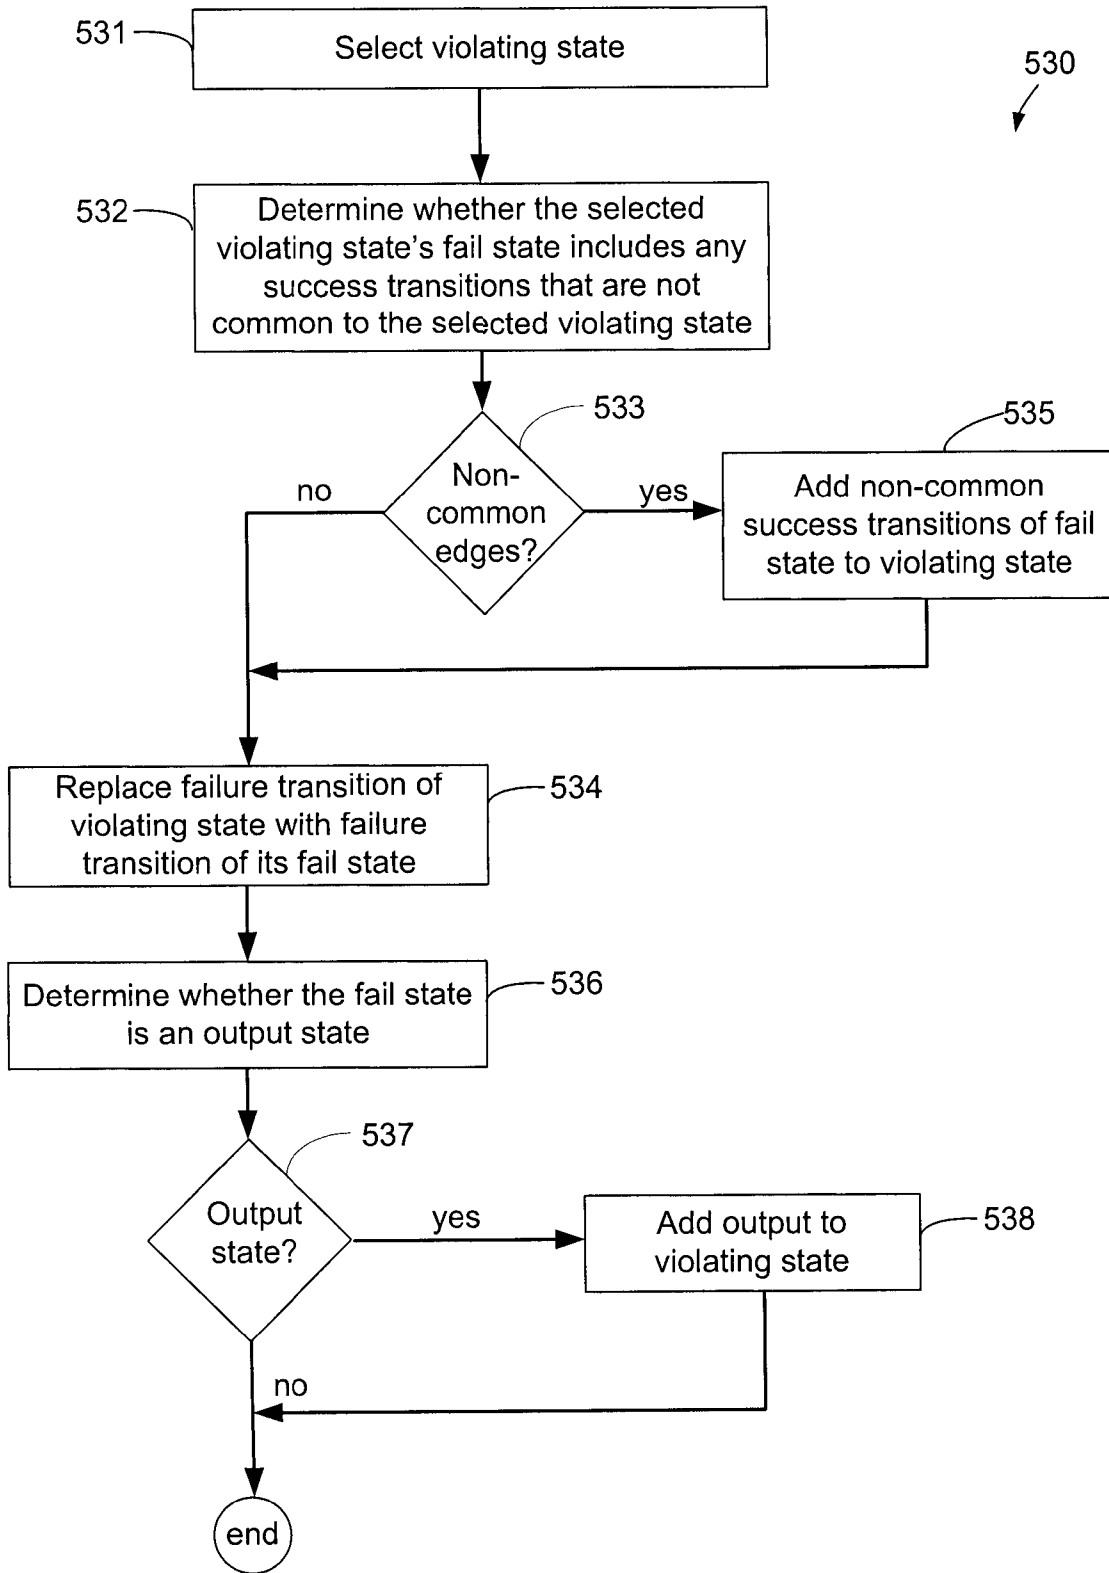 531
Select violating state
530
532
Determine whether the selected
violating state's fail state includes any
success transitions that are not
common to the selected violating state
533
Non-
common
edges?
no
yes
535
Add non-common
success transitions of fail
state to violating state
Replace failure transition of
violating state with failure
transition of its fail state
534
Determine whether the fail state
is an output state
536
537
Output
state?
yes
Add output to
violating state
538
no
end